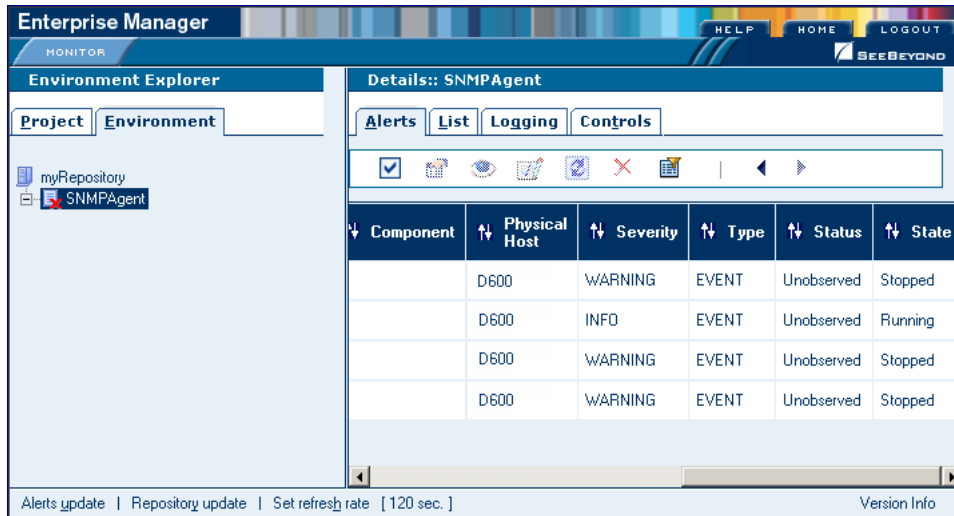 Enterprise Manager
HELP HOME LOGOUT
MONITOR
SEEBEYOND
Environment Explorer
Details:: SNMPAgent
Project Environment
Alerts List Logging Controls
myRepository
SNMPAgent
Component Physical Host Severity Type Status State
D600 WARNING EVENT Unobserved Stopped
D600 INFO EVENT Unobserved Running
D600 WARNING EVENT Unobserved Stopped
D600 WARNING EVENT Unobserved Stopped
Alerts update | Repository update | Set refresh rate [ 120 sec. ] Version Info